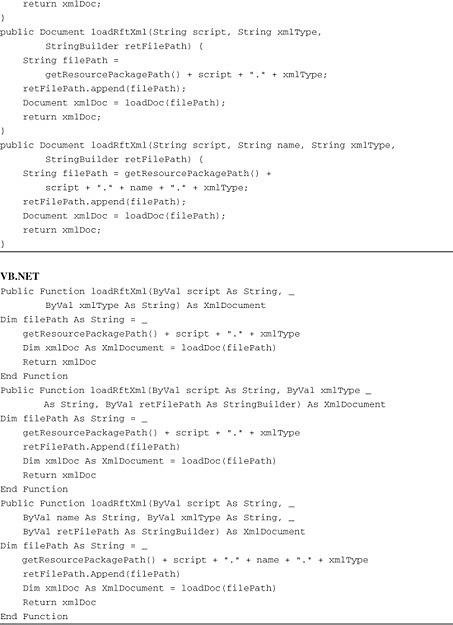 return xmlDoc;
}
public Document loadRftXml(String script, String xmlType,
        StringBuilder retFilePath) {
    String filePath =
        getResourcePackagePath() + script + "." + xmlType;
    retFilePath.append(filePath);
    Document xmlDoc = loadDoc(filePath);
    return xmlDoc;
}
public Document loadRftXml(String script, String name, String xmlType,
        StringBuilder retFilePath) {
    String filePath = getResourcePackagePath() +
        script + "." + name + "." + xmlType;
    retFilePath.append(filePath);
    Document xmlDoc = loadDoc(filePath);
    return xmlDoc;
}
VB.NET
Public Function loadRftXml(ByVal script As String, _
        ByVal xmlType As String) As XmlDocument
Dim filePath As String = _
    getResourcePackagePath() + script + "." + xmlType
    Dim xmlDoc As XmlDocument = loadDoc(filePath)
    Return xmlDoc
End Function
Public Function loadRftXml(ByVal script As String, ByVal xmlType _
        As String, ByVal retFilePath As StringBuilder) As XmlDocument
Dim filePath As String = _
    getResourcePackagePath() + script + "." + xmlType
    retFilePath.Append(filePath)
    Dim xmlDoc As XmlDocument = loadDoc(filePath)
    Return xmlDoc
End Function
Public Function loadRftXml(ByVal script As String, _
    ByVal name As String, ByVal xmlType As String, _
    ByVal retFilePath As StringBuilder) As XmlDocument
Dim filePath As String = _
    getResourcePackagePath() + script + "." + name + "." + xmlType
    retFilePath.Append(filePath)
    Dim xmlDoc As XmlDocument = loadDoc(filePath)
    Return xmlDoc
End Function